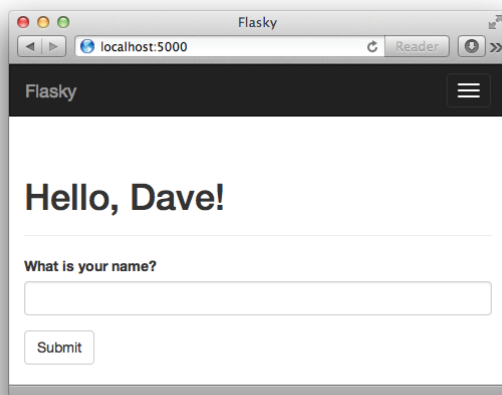 Flasky
localhost:5000
Reader
Flasky
Hello, Dave!
What is your name?
Submit